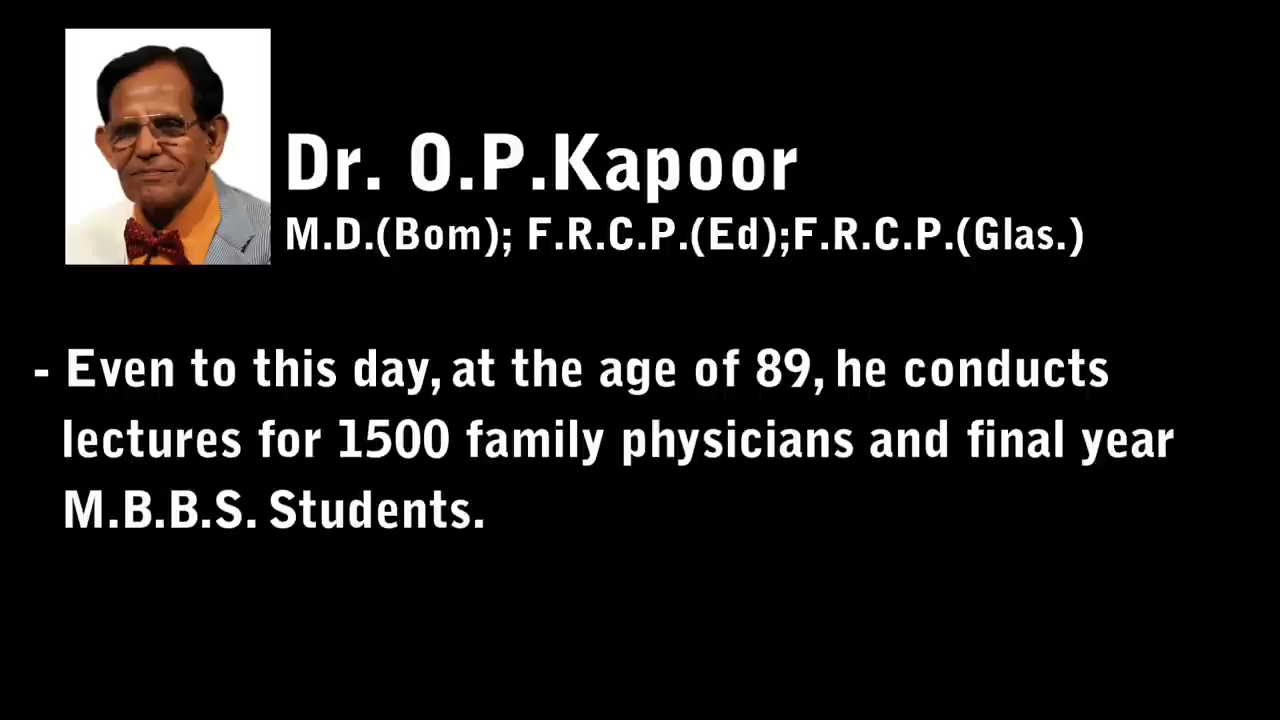 Dr. O.P.Kapoor
M.D.(Bom); F.R.C.P.(Ed);F.R.C.P.(Glas.)
- Even to this day, at the age of 89, he conducts
lectures for 1500 family physicians and final year
M.B.B.S. Students.